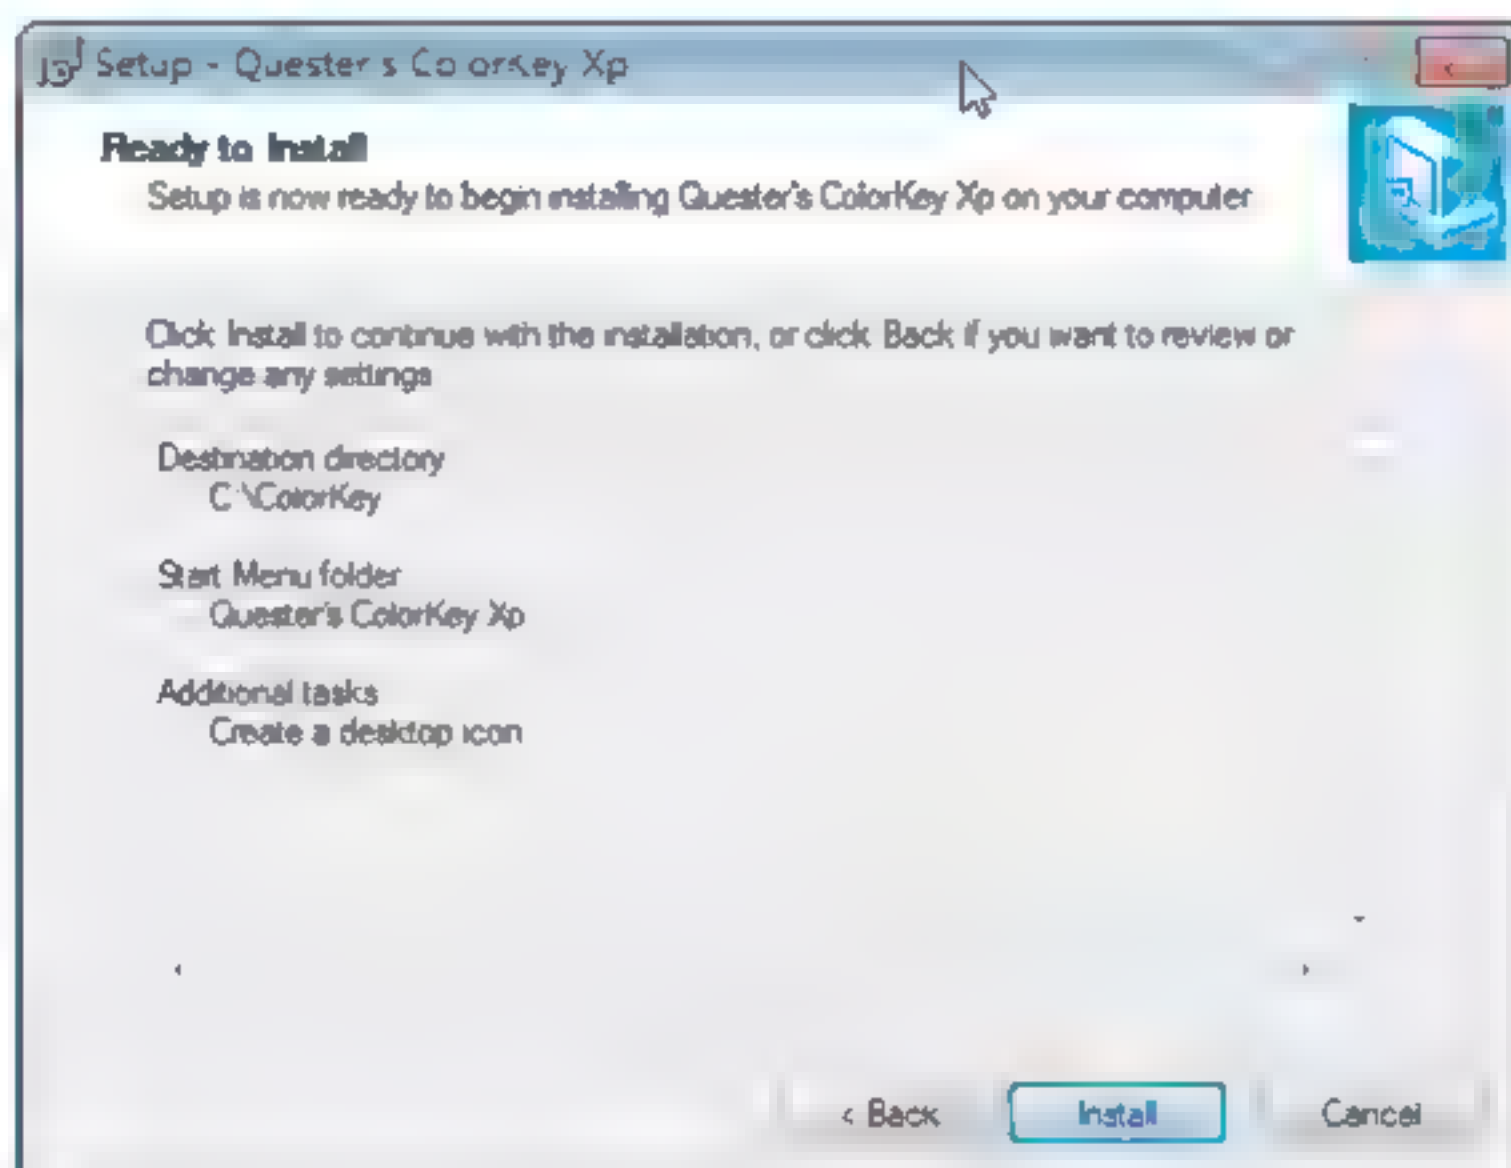 Setup - Quester's ColorKey Xp
Ready to Install
Setup is now ready to begin installing Quester's ColorKey Xp on your computer
Click Install to continue with the installation, or click Back if you want to review or
change any settings
Destination directory
C:\ColorKey
Start Menu folder
Quester's ColorKey Xp
Additional tasks
Create a desktop icon
< Back
Install
Cancel